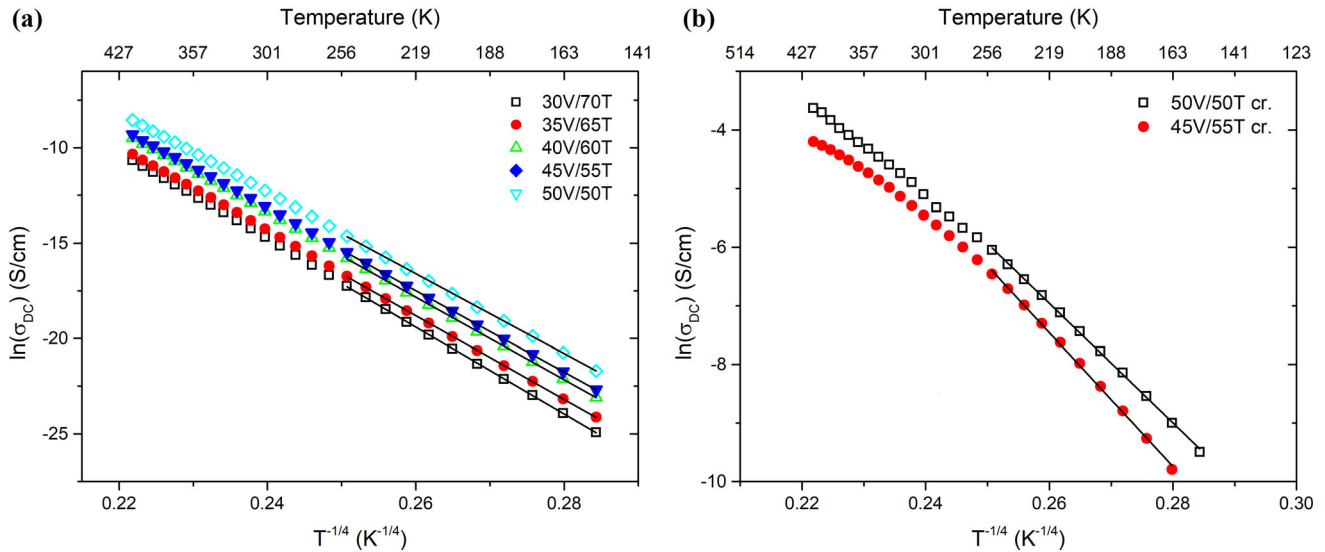 (a)
Temperature (K)
427 357 301 256 219 188 163 141
30V/70T
35V/65T
40V/60T
45V/55T
50V/50T
ln(σDC) (S/cm)
-10
-15
-20
-25
0.22 0.24 0.26 0.28
T-1/4 (K-1/4)
(b)
Temperature (K)
514 427 357 301 256 219 188 163 141 123
50V/50T cr.
45V/55T cr.
ln(σDC) (S/cm)
-4
-6
-8
-10
0.22 0.24 0.26 0.28 0.30
T-1/4 (K-1/4)